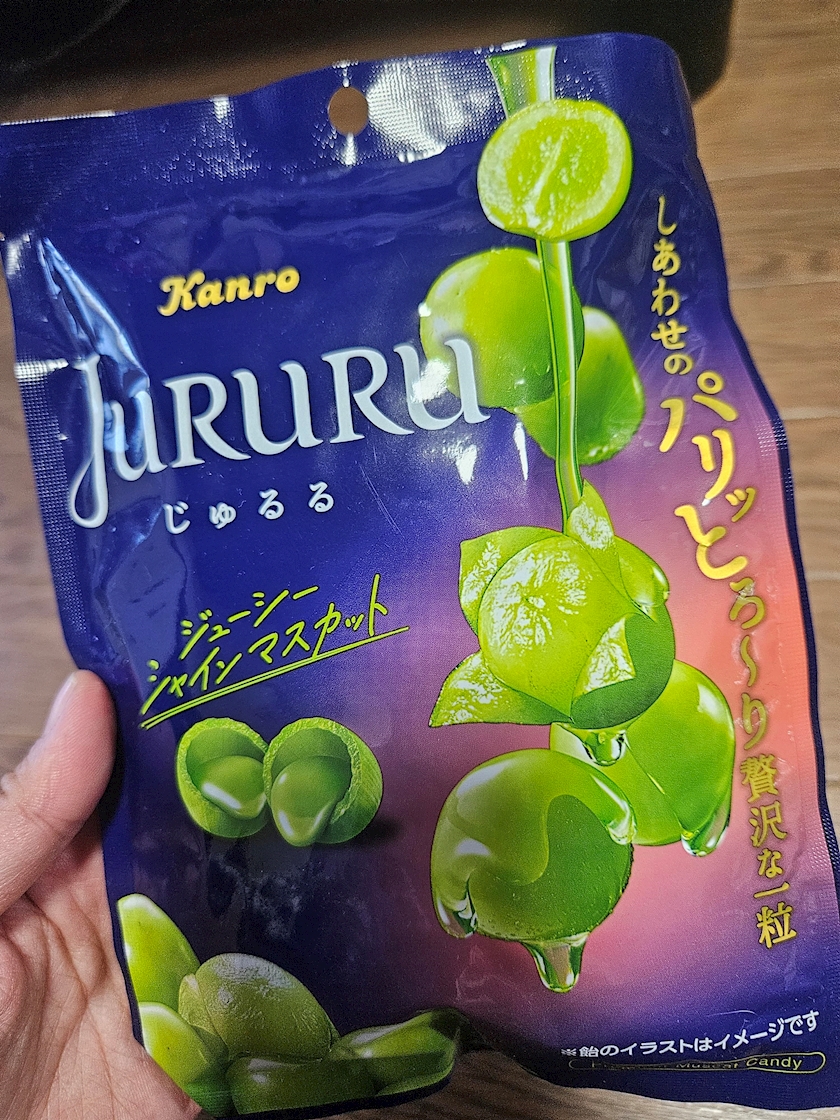 Kanro
JuRuRu
じゅるる
ジューシー
シャインマスカット
しあわせのパリッとろ〜り贅沢な一粒
※飴のイラストはイメージです
Muscat Candy